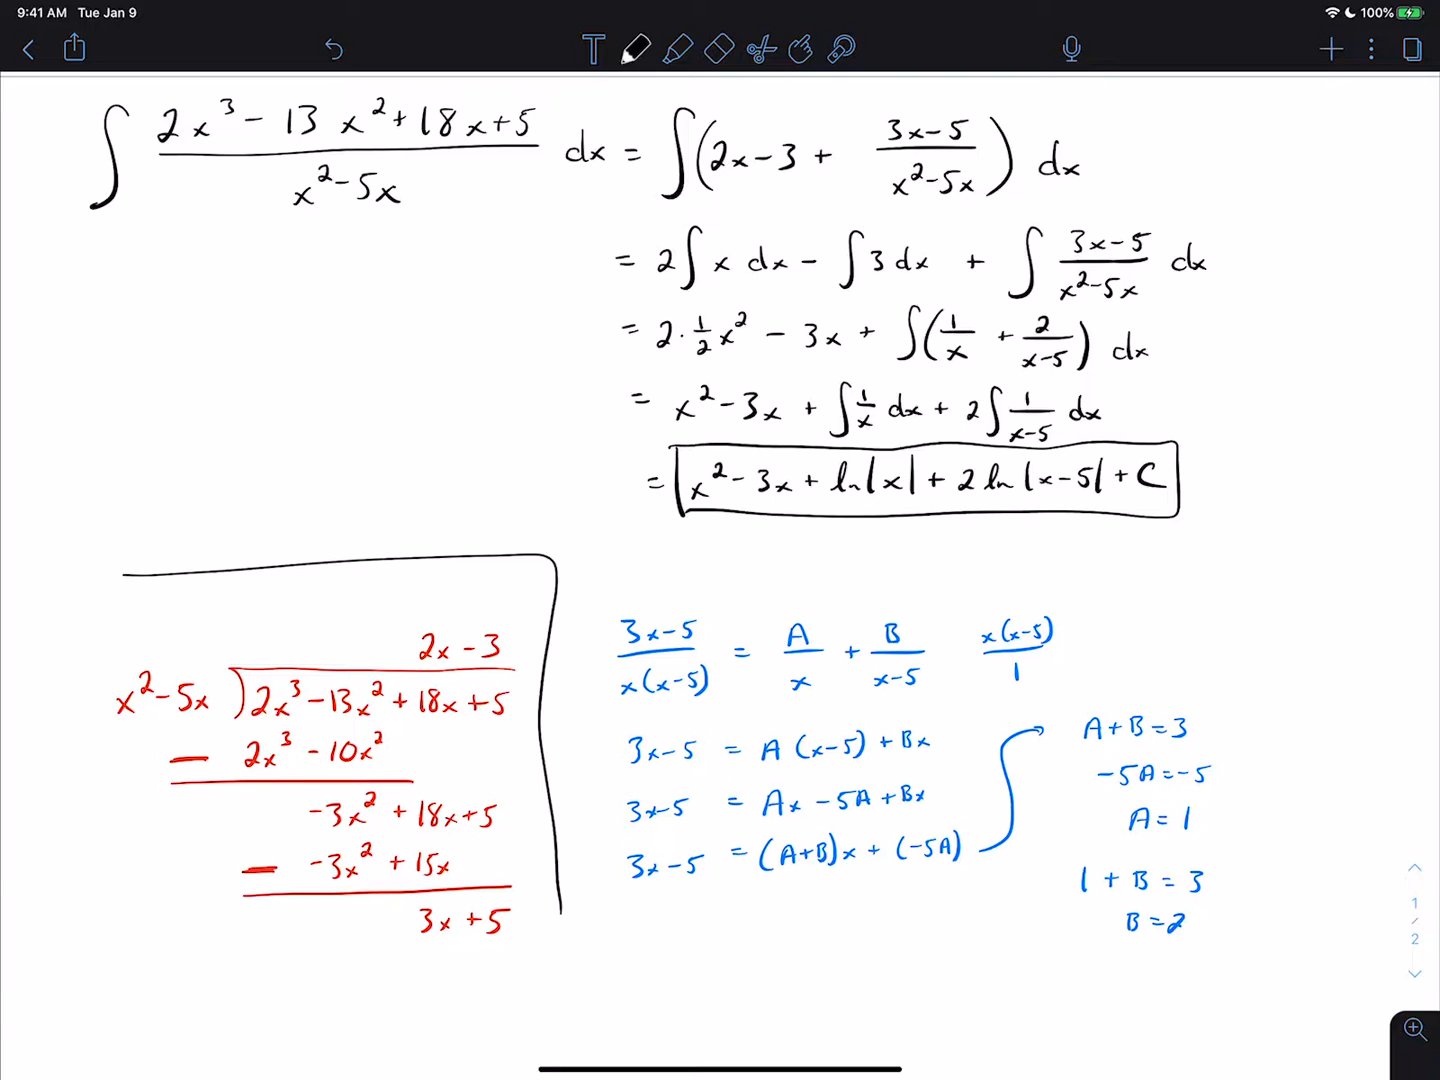 9:41 AM Tue Jan 9
100%
∫ (2x³ - 13x² + 18x + 5)/(x² - 5x) dx = ∫(2x - 3 + (3x - 5)/(x² - 5x)) dx
= 2∫ x dx - ∫ 3 dx + ∫ (3x - 5)/(x² - 5x) dx
= 2 · 1/2 x² - 3x + ∫(1/x + 2/(x-5)) dx
= x² - 3x + ∫ 1/x dx + 2∫ 1/(x-5) dx
= x² - 3x + ln|x| + 2 ln|x-5| + C
2x - 3
x² - 5x ) 2x³ - 13x² + 18x + 5
- 2x³ - 10x²
-3x² + 18x + 5
- -3x² + 15x
3x + 5
(3x-5)/(x(x-5)) = A/x + B/(x-5) x(x-5)/1
3x-5 = A(x-5) + Bx
3x-5 = Ax - 5A + Bx
3x-5 = (A+B)x + (-5A)
A + B = 3
-5A = -5
A = 1
1 + B = 3
B = 2
1
/
2